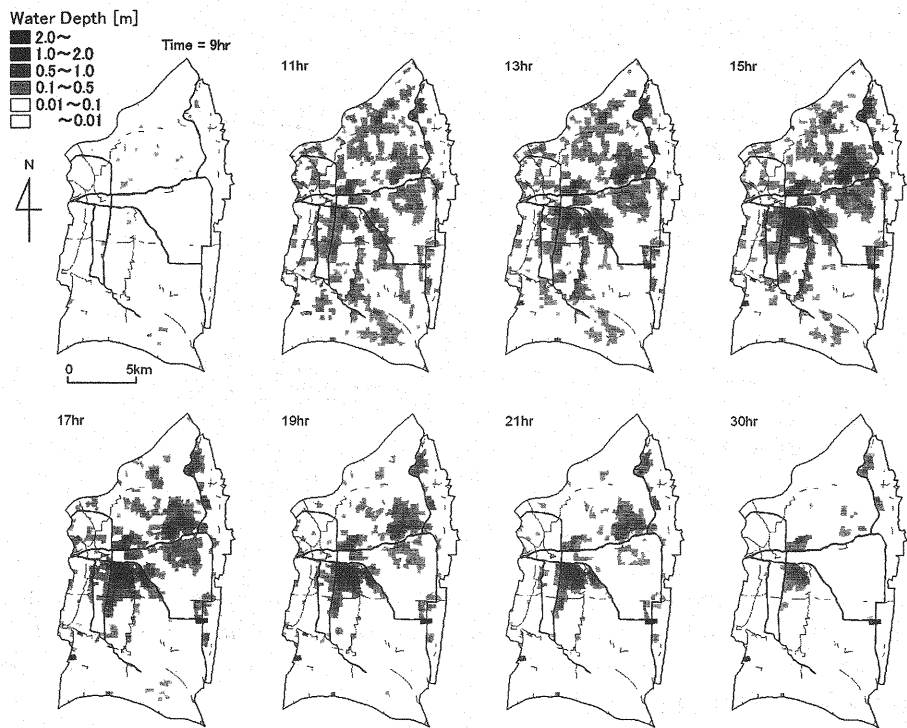 Water Depth [m]
2.0～
1.0～2.0
0.5～1.0
0.1～0.5
0.01～0.1
～0.01
Time = 9hr
11hr
13hr
15hr
N
0 5km
17hr
19hr
21hr
30hr